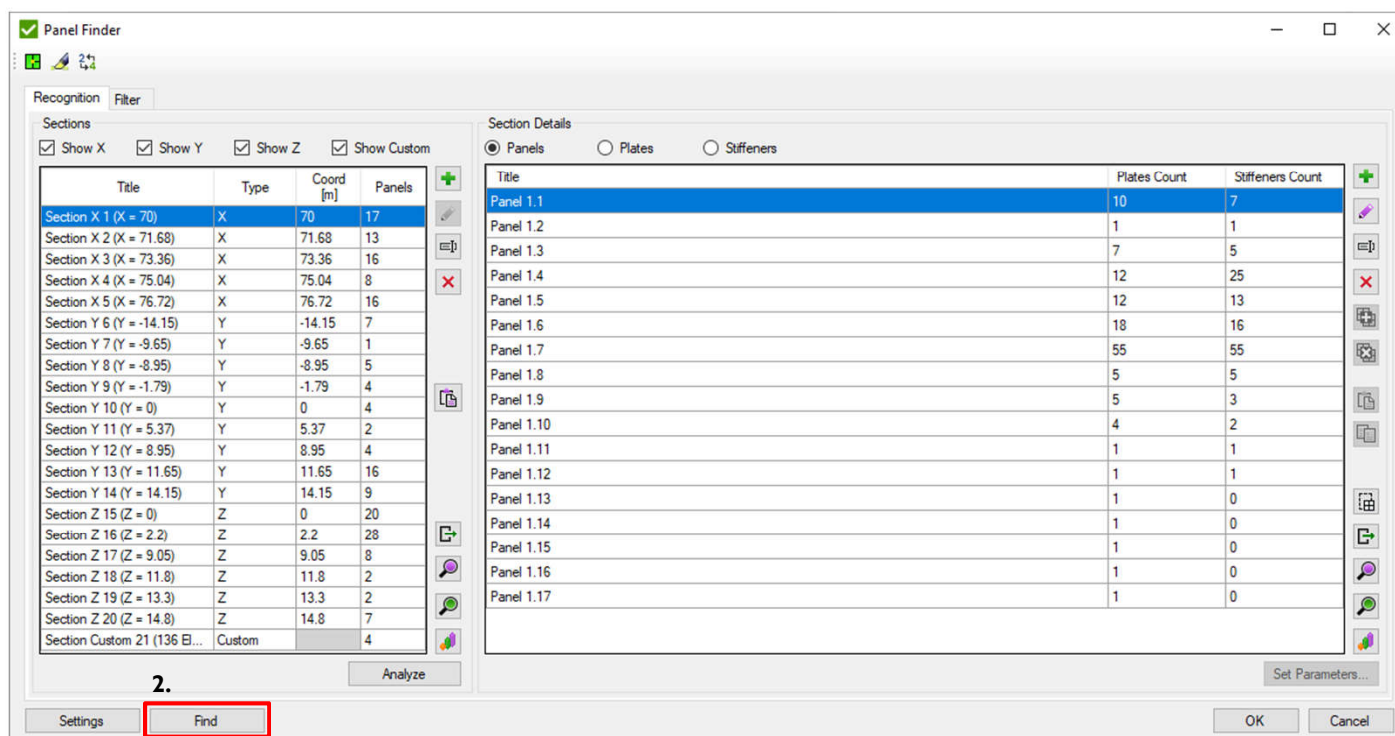 Panel Finder
Recognition Filter
Sections
Show X Show Y Show Z Show Custom
Title Type Coord [m] Panels
Section X 1 (X = 70) X 70 17
Section X 2 (X = 71.68) X 71.68 13
Section X 3 (X = 73.36) X 73.36 16
Section X 4 (X = 75.04) X 75.04 8
Section X 5 (X = 76.72) X 76.72 16
Section Y 6 (Y = -14.15) Y -14.15 7
Section Y 7 (Y = -9.65) Y -9.65 1
Section Y 8 (Y = -8.95) Y -8.95 5
Section Y 9 (Y = -1.79) Y -1.79 4
Section Y 10 (Y = 0) Y 0 4
Section Y 11 (Y = 5.37) Y 5.37 2
Section Y 12 (Y = 8.95) Y 8.95 4
Section Y 13 (Y = 11.65) Y 11.65 16
Section Y 14 (Y = 14.15) Y 14.15 9
Section Z 15 (Z = 0) Z 0 20
Section Z 16 (Z = 2.2) Z 2.2 28
Section Z 17 (Z = 9.05) Z 9.05 8
Section Z 18 (Z = 11.8) Z 11.8 2
Section Z 19 (Z = 13.3) Z 13.3 2
Section Z 20 (Z = 14.8) Z 14.8 7
Section Custom 21 (136 El... Custom 4
Analyze
Section Details
Panels Plates Stiffeners
Title Plates Count Stiffeners Count
Panel 1.1 10 7
Panel 1.2 1 1
Panel 1.3 7 5
Panel 1.4 12 25
Panel 1.5 12 13
Panel 1.6 18 16
Panel 1.7 55 55
Panel 1.8 5 5
Panel 1.9 5 3
Panel 1.10 4 2
Panel 1.11 1 1
Panel 1.12 1 1
Panel 1.13 1 0
Panel 1.14 1 0
Panel 1.15 1 0
Panel 1.16 1 0
Panel 1.17 1 0
Set Parameters...
2.
Settings Find OK Cancel